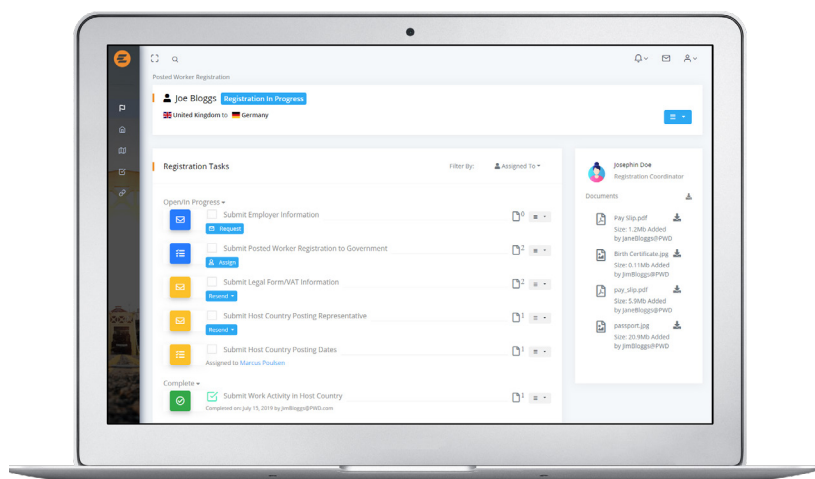 Posted Worker Registration
Joe Bloggs Registration In Progress
United Kingdom to Germany
Registration Tasks
Filter By: Assigned To
Open/In Progress
Submit Employer Information
0
Request
Submit Posted Worker Registration to Government
2
Assign
Submit Legal Form/VAT Information
2
Resend
Submit Host Country Posting Representative
1
Resend
Submit Host Country Posting Dates
1
Assigned to Marcus Pouham
Complete
Submit Work Activity in Host Country
1
Completed on: July 15, 2019 by JimBloggs@PWD.com
Josephin Doe
Registration Coordinator
Documents
Pay Slip.pdf
Size: 1.2Mb Added
by JaneBloggs@PWD
Birth Certificate.jpg
Size: 0.11Mb Added
by JimBloggs@PWD
pay_slip.pdf
Size: 5.9Mb Added
by JaneBloggs@PWD
passport.jpg
Size: 20.9Mb Added
by JimBloggs@PWD